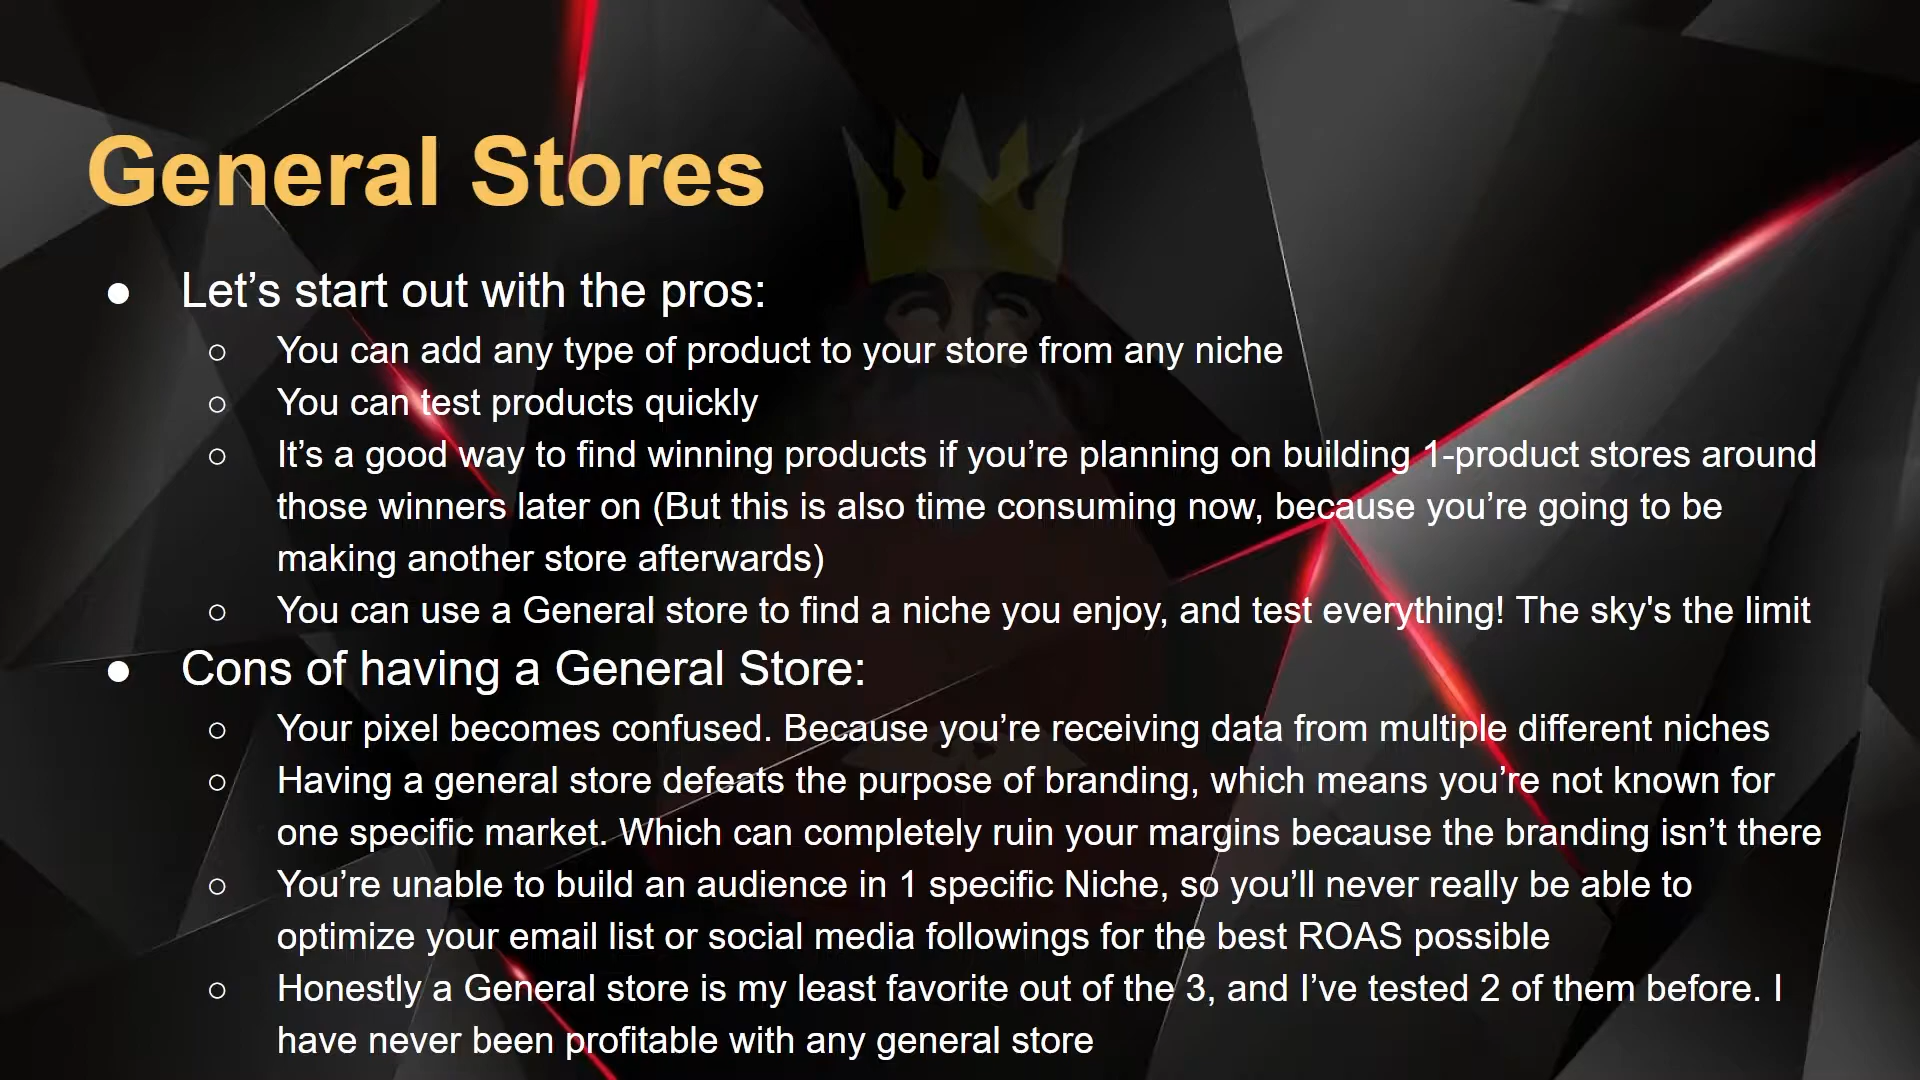 General Stores
● Let’s start out with the pros:
○ You can add any type of product to your store from any niche
○ You can test products quickly
○ It’s a good way to find winning products if you’re planning on building 1-product stores around
those winners later on (But this is also time consuming now, because you’re going to be
making another store afterwards)
○ You can use a General store to find a niche you enjoy, and test everything! The sky's the limit
● Cons of having a General Store:
○ Your pixel becomes confused. Because you’re receiving data from multiple different niches
○ Having a general store defeats the purpose of branding, which means you’re not known for
one specific market. Which can completely ruin your margins because the branding isn’t there
○ You’re unable to build an audience in 1 specific Niche, so you’ll never really be able to
optimize your email list or social media followings for the best ROAS possible
○ Honestly a General store is my least favorite out of the 3, and I’ve tested 2 of them before. I
have never been profitable with any general store